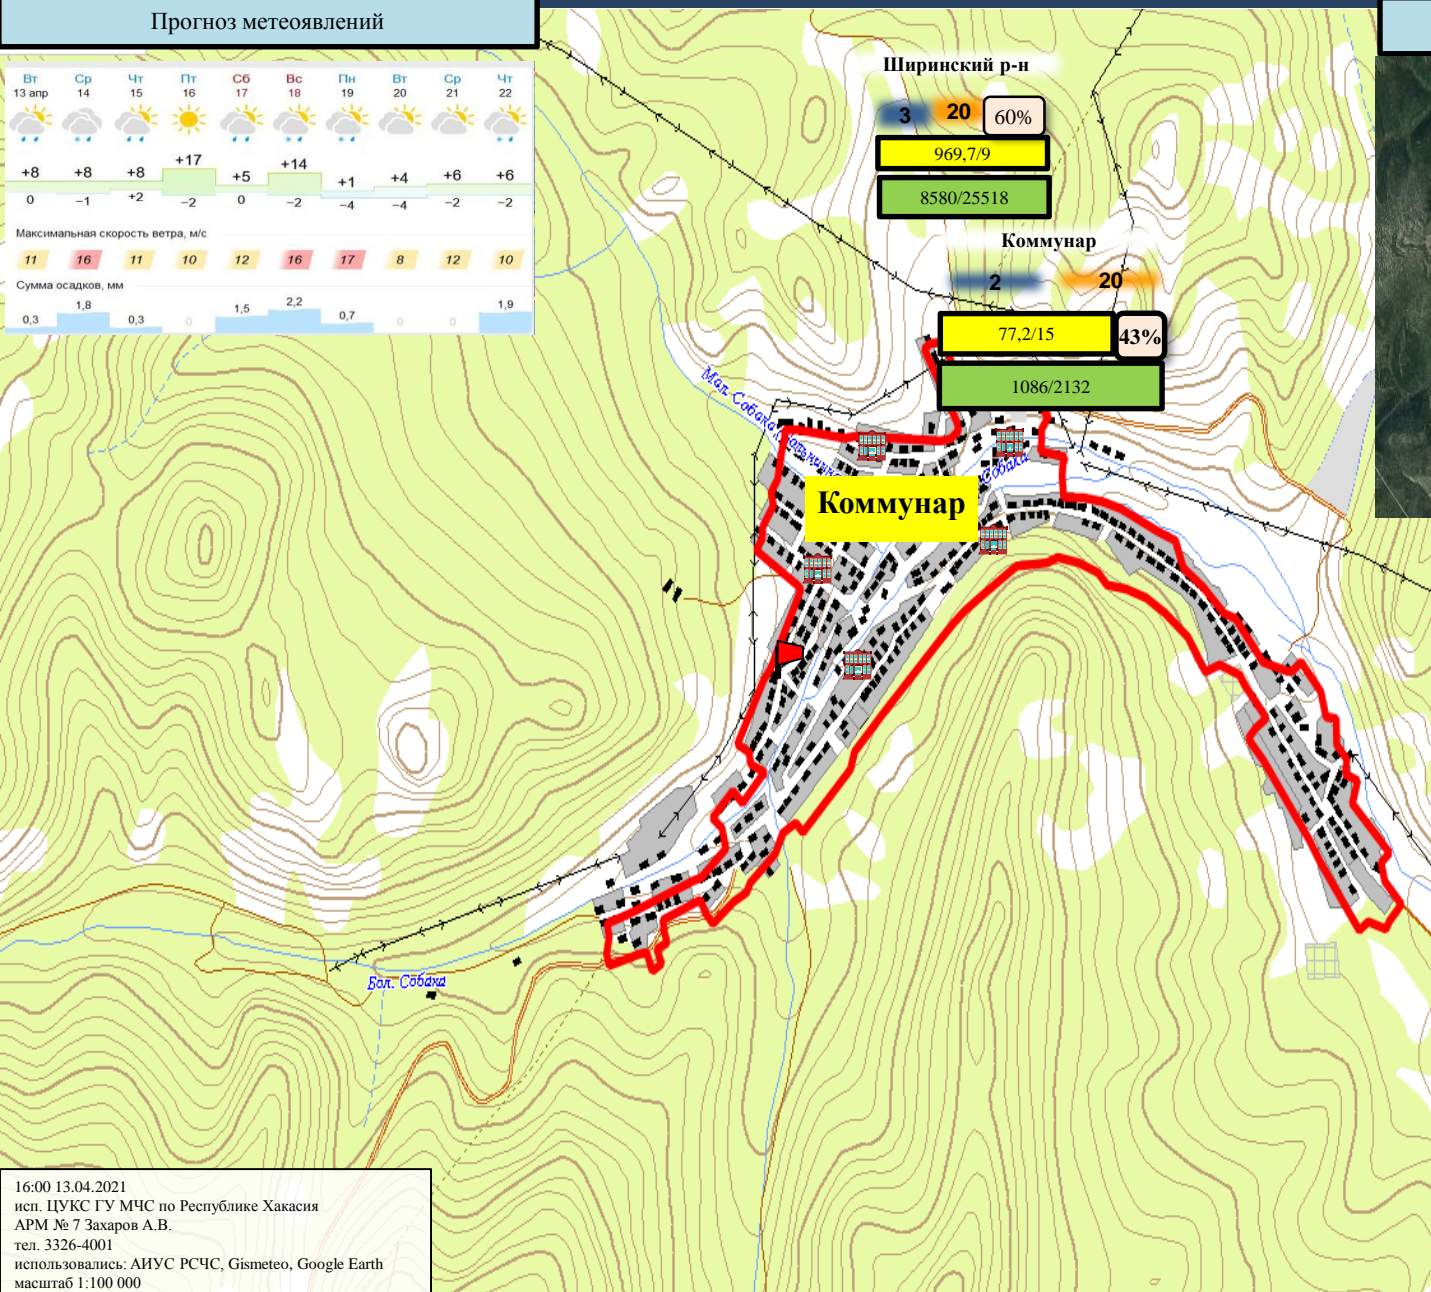 Прогноз метеоявлений
Вт Ср Чт Пт Сб Вс Пн Вт Ср Чт
13 апр 14 15 16 17 18 19 20 21 22
+8 +8 +8 +17 +5 +14 +1 +4 +6 +6
0 −1 +2 −2 0 −2 −4 −4 −2 −2
Максимальная скорость ветра, м/с
11 16 11 10 12 16 17 8 12 10
Сумма осадков, мм
0,3 1,8 0,3 0 1,5 2,2 0,7 0 0 1,9
Ширинский р-н
3 20 60%
969,7/9
8580/25518
Коммунар
2 20
77,2/15 43%
1086/2132
Мал. Собака
Собака
Коммунар
Бол. Собака
16:00 13.04.2021
исп. ЦУКС ГУ МЧС по Республике Хакасия
АРМ № 7 Захаров А.В.
тел. 3326-4001
использовались: АИУС РСЧС, Gismeteo, Google Earth
масштаб 1:100 000